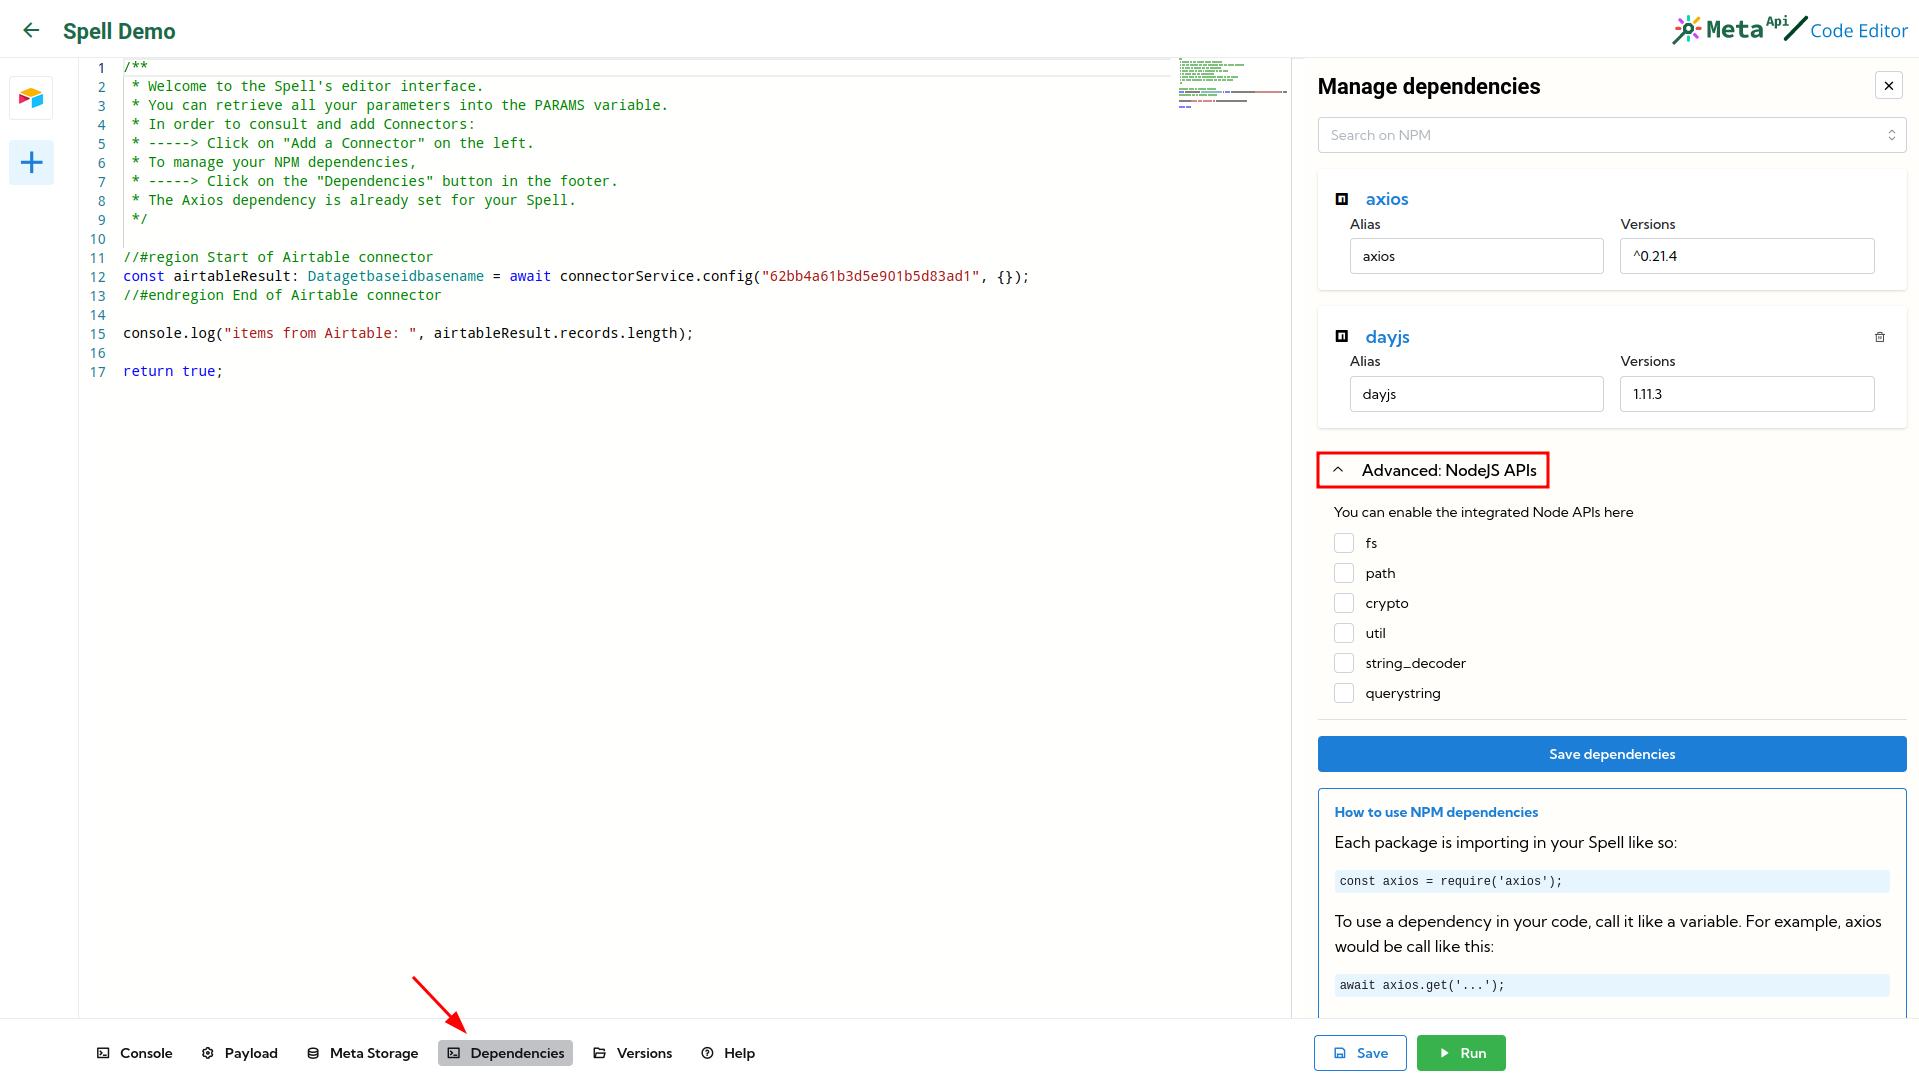 Spell Demo
MetaApi Code Editor
1 /**
2 * Welcome to the Spell's editor interface.
3 * You can retrieve all your parameters into the PARAMS variable.
4 * In order to consult and add Connectors:
5 * -----> Click on "Add a Connector" on the left.
6 * To manage your NPM dependencies,
7 * -----> Click on the "Dependencies" button in the footer.
8 * The Axios dependency is already set for your Spell.
9 */
10
11 //#region Start of Airtable connector
12 const airtableResult: Datagetbaseidbasename = await connectorService.config("62bb4a61b3d5e901b5d83ad1", {});
13 //#endregion End of Airtable connector
14
15 console.log("items from Airtable: ", airtableResult.records.length);
16
17 return true;
Manage dependencies
Search on NPM
axios
Alias Versions
axios ^0.21.4
dayjs
Alias Versions
dayjs 1.11.3
Advanced: NodeJS APIs
You can enable the integrated Node APIs here
fs
path
crypto
util
string_decoder
querystring
Save dependencies
How to use NPM dependencies
Each package is importing in your Spell like so:
const axios = require('axios');
To use a dependency in your code, call it like a variable. For example, axios
would be call like this:
await axios.get('...');
Console Payload Meta Storage Dependencies Versions Help Save Run